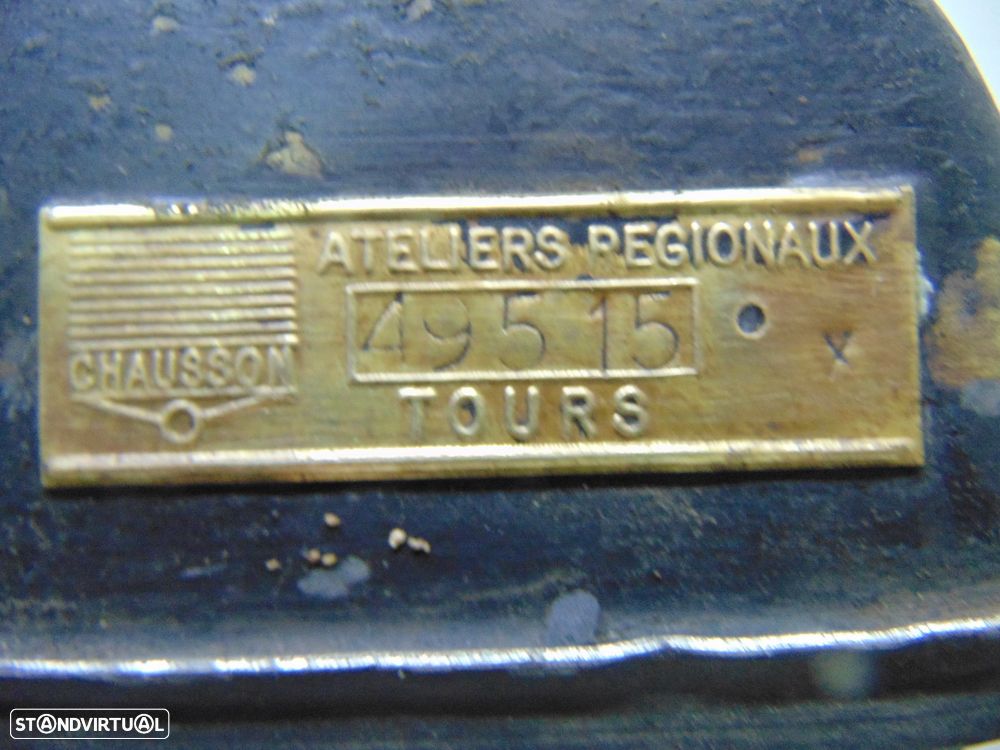 ATELIERS REGIONAUX
49515
CHAUSSON
X
TOURS
STANDVIRTUAL